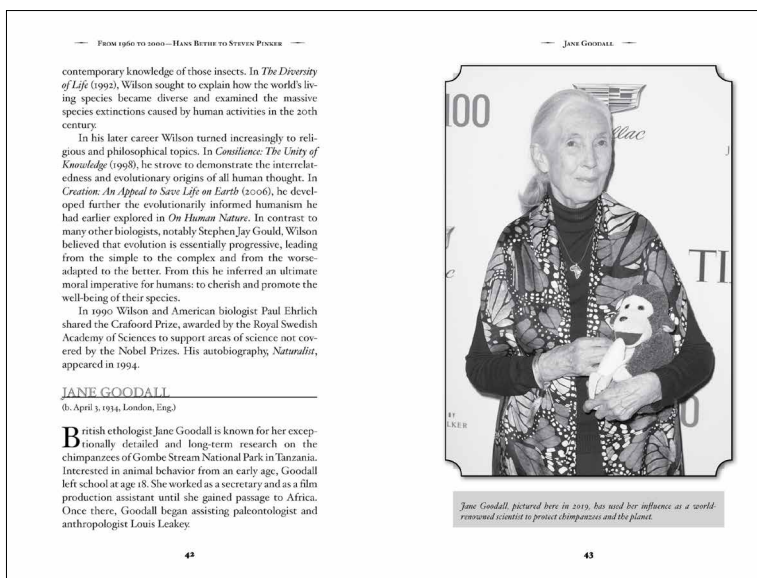 From 1960 to 2000—Hans Bethe to Steven Pinker
contemporary knowledge of those insects. In The Diversity
of Life (1992), Wilson sought to explain how the world's liv-
ing species became diverse and examined the massive
species extinctions caused by human activities in the 20th
century.
In his later career Wilson turned increasingly to reli-
gious and philosophical topics. In Consilience: The Unity of
Knowledge (1998), he strove to demonstrate the interrelat-
edness and evolutionary origins of all human thought. In
Creation: An Appeal to Save Life on Earth (2006), he devel-
oped further the evolutionarily informed humanism he
had earlier explored in On Human Nature. In contrast to
many other biologists, notably Stephen Jay Gould, Wilson
believed that evolution is essentially progressive, leading
from the simple to the complex and from the worse-
adapted to the better. From this he inferred an ultimate
moral imperative for humans: to cherish and promote the
well-being of their species.
In 1990 Wilson and American biologist Paul Ehrlich
shared the Crafoord Prize, awarded by the Royal Swedish
Academy of Sciences to support areas of science not cov-
ered by the Nobel Prizes. His autobiography, Naturalist,
appeared in 1994.
JANE GOODALL
(b. April 3, 1934, London, Eng.)
British ethologist Jane Goodall is known for her excep-
tionally detailed and long-term research on the
chimpanzees of Gombe Stream National Park in Tanzania.
Interested in animal behavior from an early age, Goodall
left school at age 18. She worked as a secretary and as a film
production assistant until she gained passage to Africa.
Once there, Goodall began assisting paleontologist and
anthropologist Louis Leakey.
42
Jane Goodall
100
llac
TI
BY
LKER
0
Jane Goodall, pictured here in 2019, has used her influence as a world-
renowned scientist to protect chimpanzees and the planet.
43